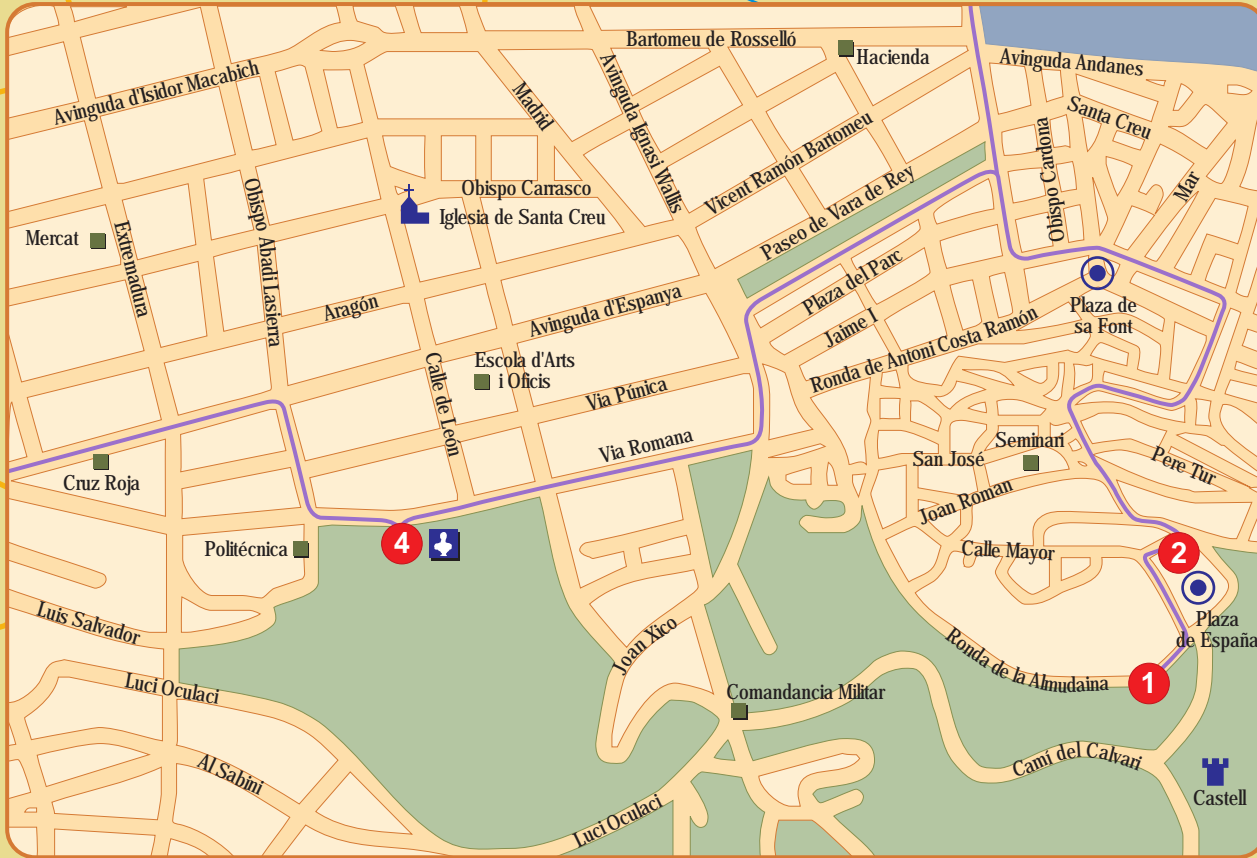 Bartomeu de Rosselló
Hacienda
Avinguda Andanes
Avinguda d'Isidor Macabich
Madrid
Avinguda Ignasi Wallis
Santa Creu
Obispo Cardona
Vicent Ramón Bartomeu
Mar
Obispo Carrasco
Iglesia de Santa Creu
Paseo de Vara de Rey
Mercat
Extremadura
Obispo Abadi Lasierra
Aragón
Avinguda d'Espanya
Plaza del Parc
Jaime I
Plaza de
sa Font
Ronda de Antoni Costa Ramón
Escola d'Arts
i Oficis
Calle de León
Via Púnica
Via Romana
Cruz Roja
Seminari
San José
Pere Tur
Joan Roman
Politécnica
4
Calle Mayor
2
Plaza
de España
Luis Salvador
Joan Xico
Ronda de la Almudaina
1
Luci Oculaci
Comandancia Militar
Al Sabini
Camí del Calvari
Castell
Luci Oculaci